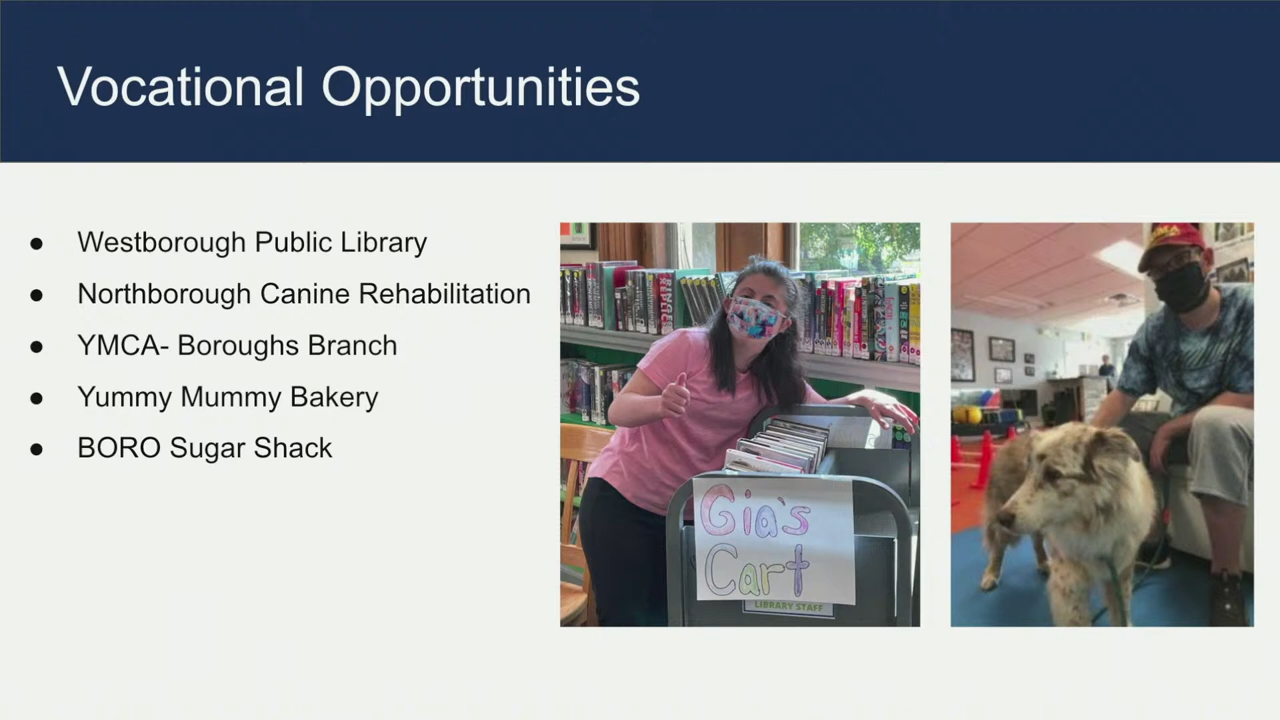 Vocational Opportunities
● Westborough Public Library
● Northborough Canine Rehabilitation
● YMCA- Boroughs Branch
● Yummy Mummy Bakery
● BORO Sugar Shack
Gia's
Cart
LIBRARY STAFF